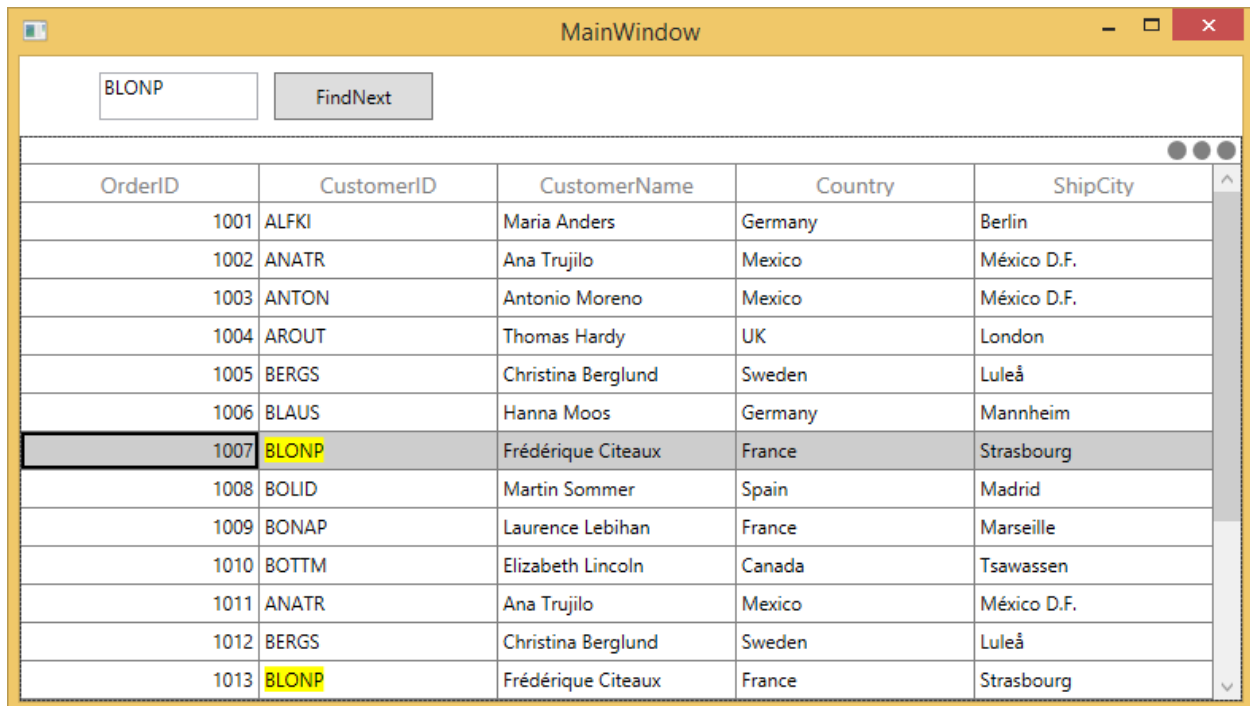 MainWindow
BLONP FindNext
OrderID CustomerID CustomerName Country ShipCity
1001 ALFKI Maria Anders Germany Berlin
1002 ANATR Ana Trujilo Mexico México D.F.
1003 ANTON Antonio Moreno Mexico México D.F.
1004 AROUT Thomas Hardy UK London
1005 BERGS Christina Berglund Sweden Luleå
1006 BLAUS Hanna Moos Germany Mannheim
1007 BLONP Frédérique Citeaux France Strasbourg
1008 BOLID Martin Sommer Spain Madrid
1009 BONAP Laurence Lebihan France Marseille
1010 BOTTM Elizabeth Lincoln Canada Tsawassen
1011 ANATR Ana Trujilo Mexico México D.F.
1012 BERGS Christina Berglund Sweden Luleå
1013 BLONP Frédérique Citeaux France Strasbourg